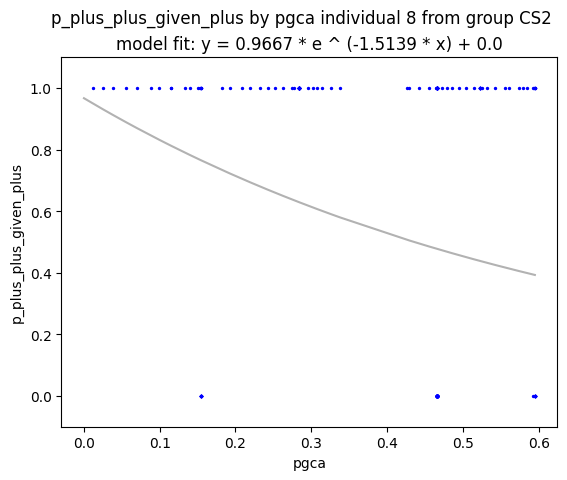 p_plus_plus_given_plus by pgca individual 8 from group CS2
model fit: y = 0.9667 * e ^ (-1.5139 * x) + 0.0
1.0
0.8
0.6
0.4
0.2
0.0
p_plus_plus_given_plus
0.0 0.1 0.2 0.3 0.4 0.5 0.6
pgca